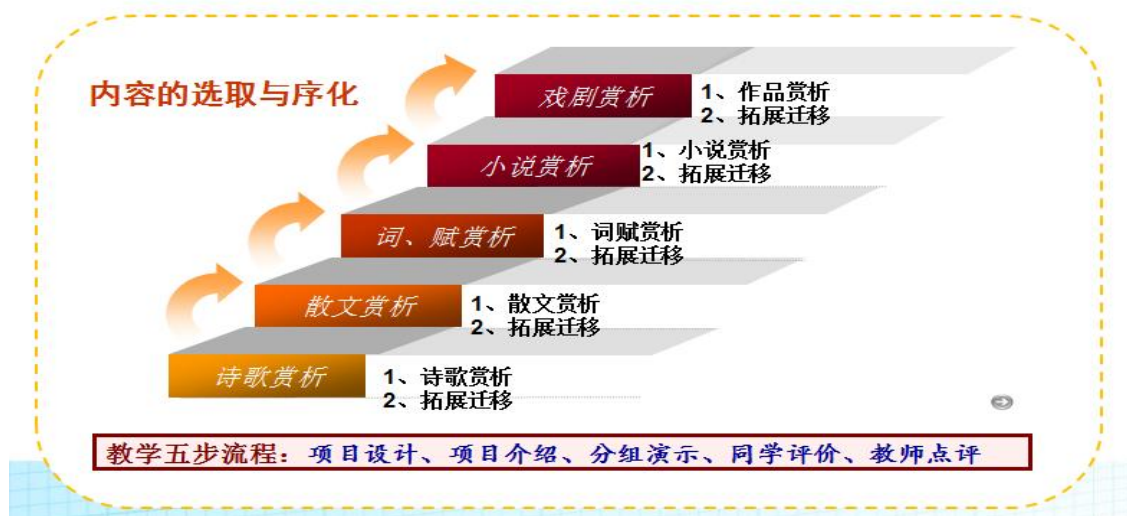 内容的选取与序化
戏剧赏析
1、作品赏析
2、拓展迁移
小说赏析
1、小说赏析
2、拓展迁移
词、赋赏析
1、词赋赏析
2、拓展迁移
散文赏析
1、散文赏析
2、拓展迁移
诗歌赏析
1、诗歌赏析
2、拓展迁移
教学五步流程：项目设计、项目介绍、分组演示、同学评价、教师点评